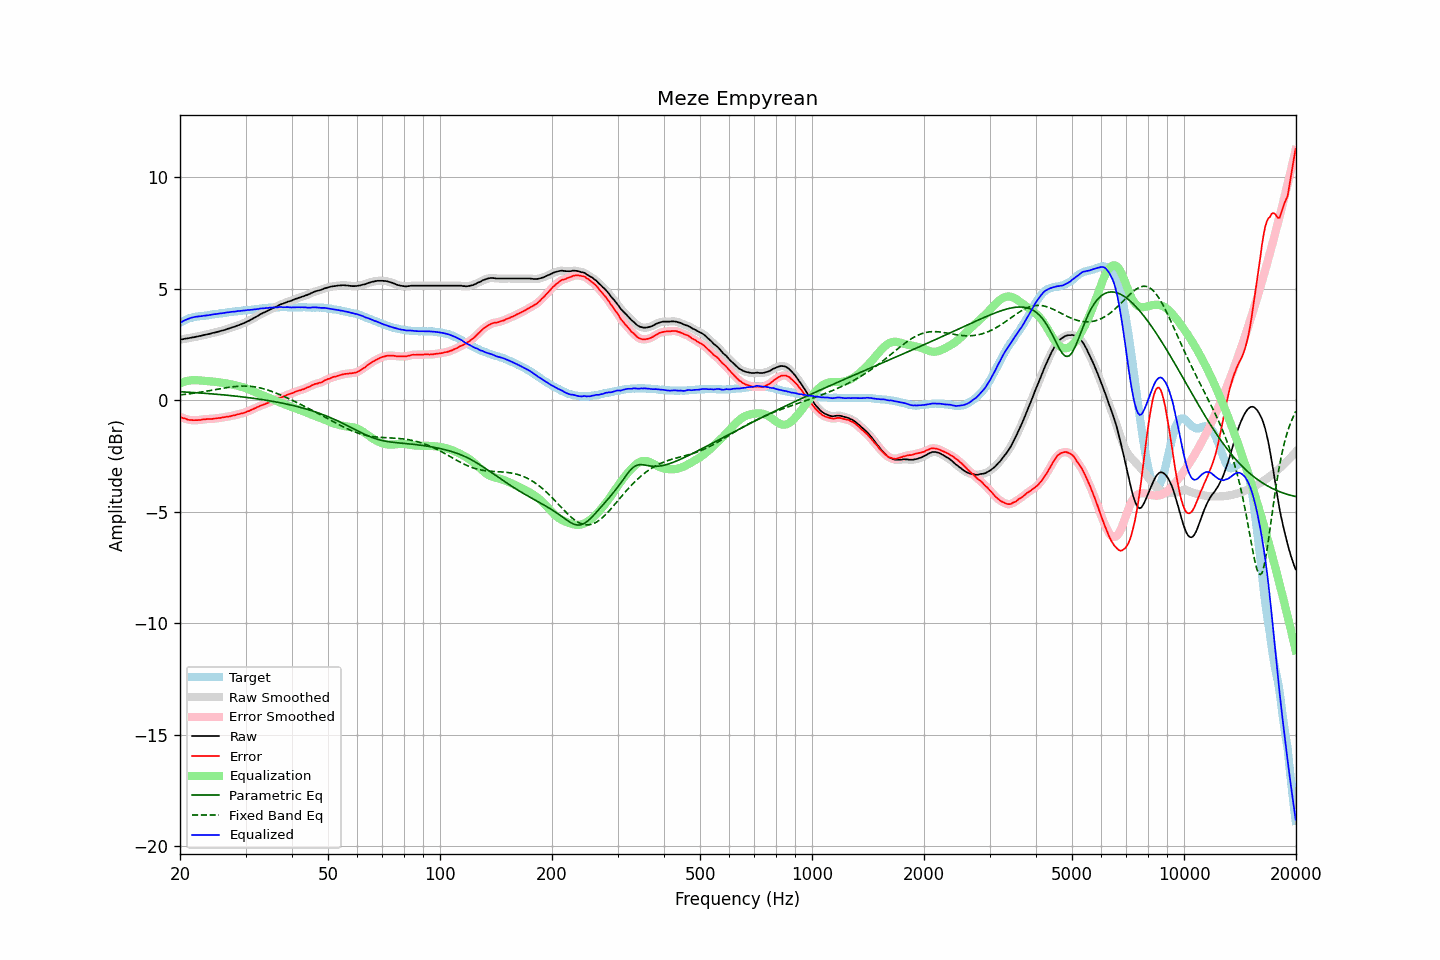 Meze Empyrean
Amplitude (dBr)
10
5
0
−5
−10
−15
−20
Target
Raw Smoothed
Error Smoothed
Raw
Error
Equalization
Parametric Eq
Fixed Band Eq
Equalized
20 50 100 200 500 1000 2000 5000 10000 20000
Frequency (Hz)